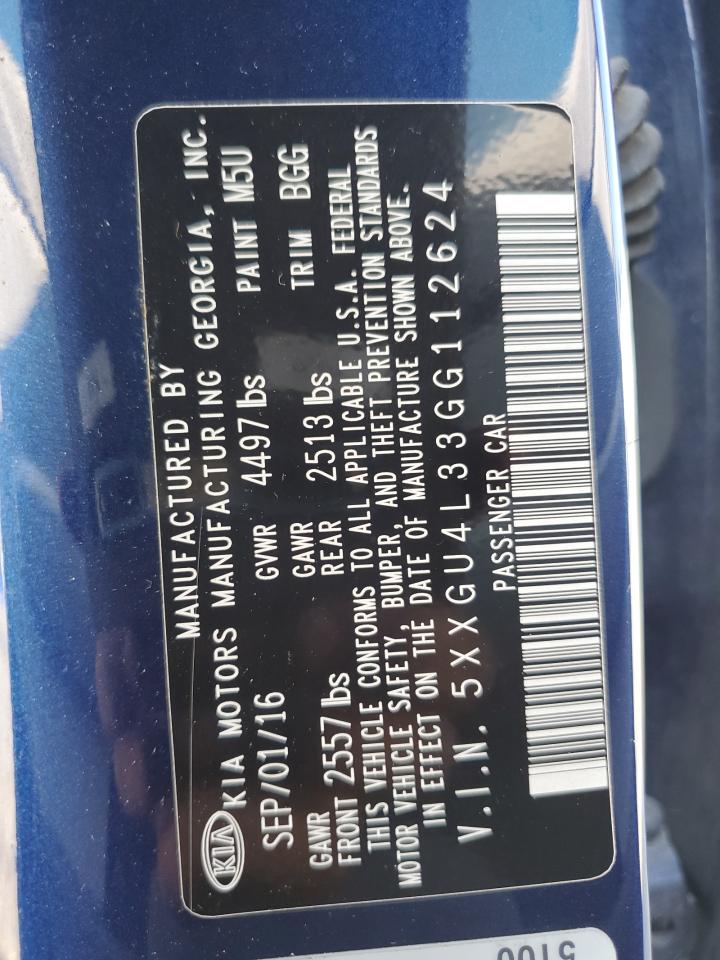 MANUFACTURED BY
KIA KIA MOTORS MANUFACTURING GEORGIA, INC.
SEP/01/16 GVWR 4497 lbs PAINT M5U
GAWR FRONT 2557 lbs GAWR REAR 2513 lbs TRIM BGG
THIS VEHICLE CONFORMS TO ALL APPLICABLE U.S.A. FEDERAL
MOTOR VEHICLE SAFETY, BUMPER, AND THEFT PREVENTION STANDARDS
IN EFFECT ON THE DATE OF MANUFACTURE SHOWN ABOVE.
V.I.N. 5XXGU4L33GG112624
PASSENGER CAR
5100